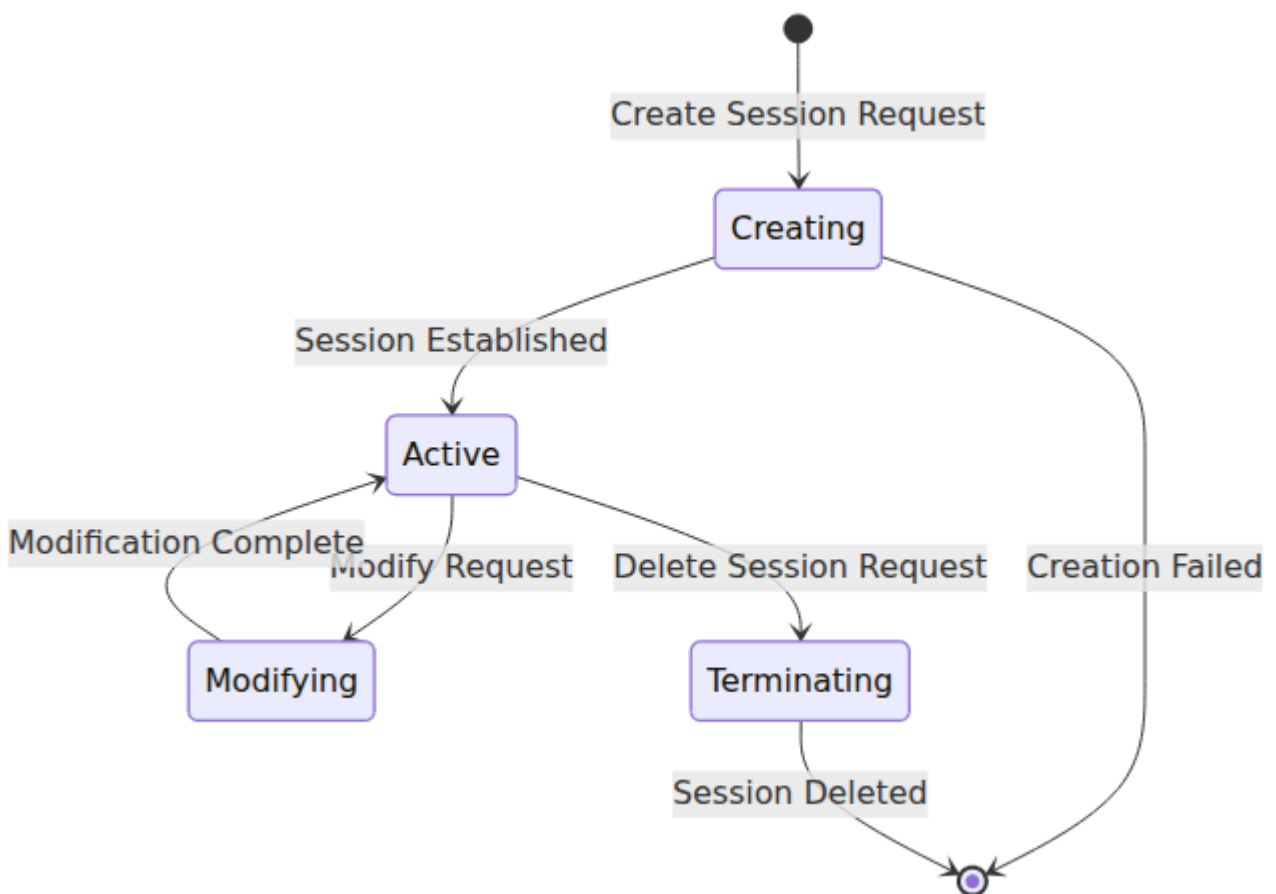 Create Session Request
Creating
Session Established
Active
Modification Complete
Modify Request
Delete Session Request
Creation Failed
Modifying
Terminating
Session Deleted